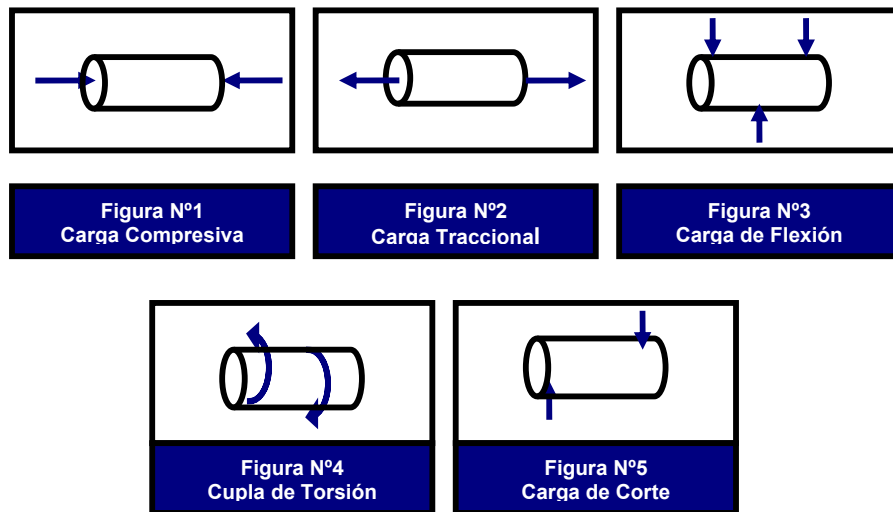 Figura Nº1
Carga Compresiva
Figura Nº2
Carga Traccional
Figura Nº3
Carga de Flexión
Figura Nº4
Cupla de Torsión
Figura Nº5
Carga de Corte